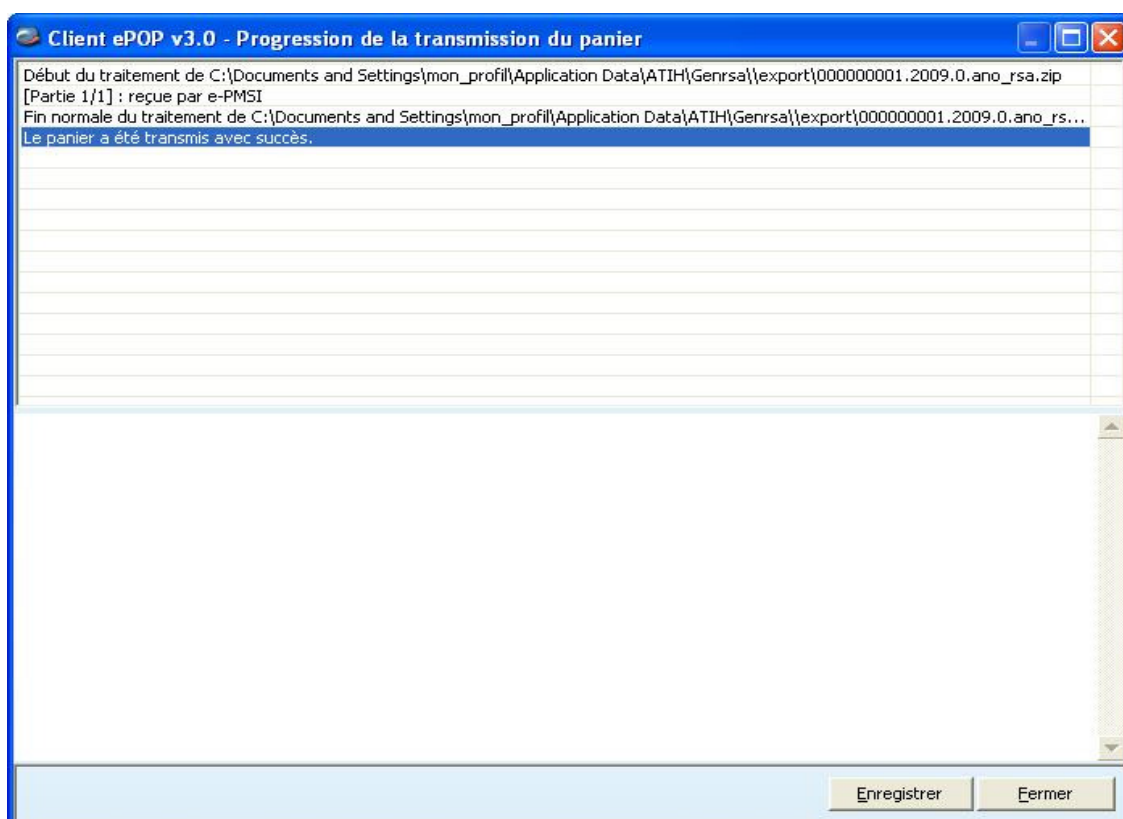 Client ePOP v3.0 - Progression de la transmission du panier
Début du traitement de C:\Documents and Settings\mon_profil\Application Data\ATIH\Genrsa\\export\000000001.2009.0.ano_rsa.zip
[Partie 1/1] : reçue par e-PMSI
Fin normale du traitement de C:\Documents and Settings\mon_profil\Application Data\ATIH\Genrsa\\export\000000001.2009.0.ano_rs...
Le panier a été transmis avec succès.
Enregistrer Fermer